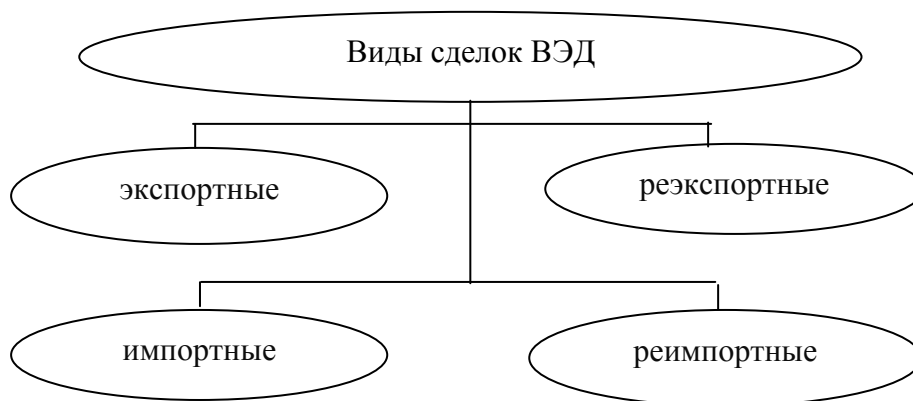 Виды сделок ВЭД
экспортные
реэкспортные
импортные
реимпортные